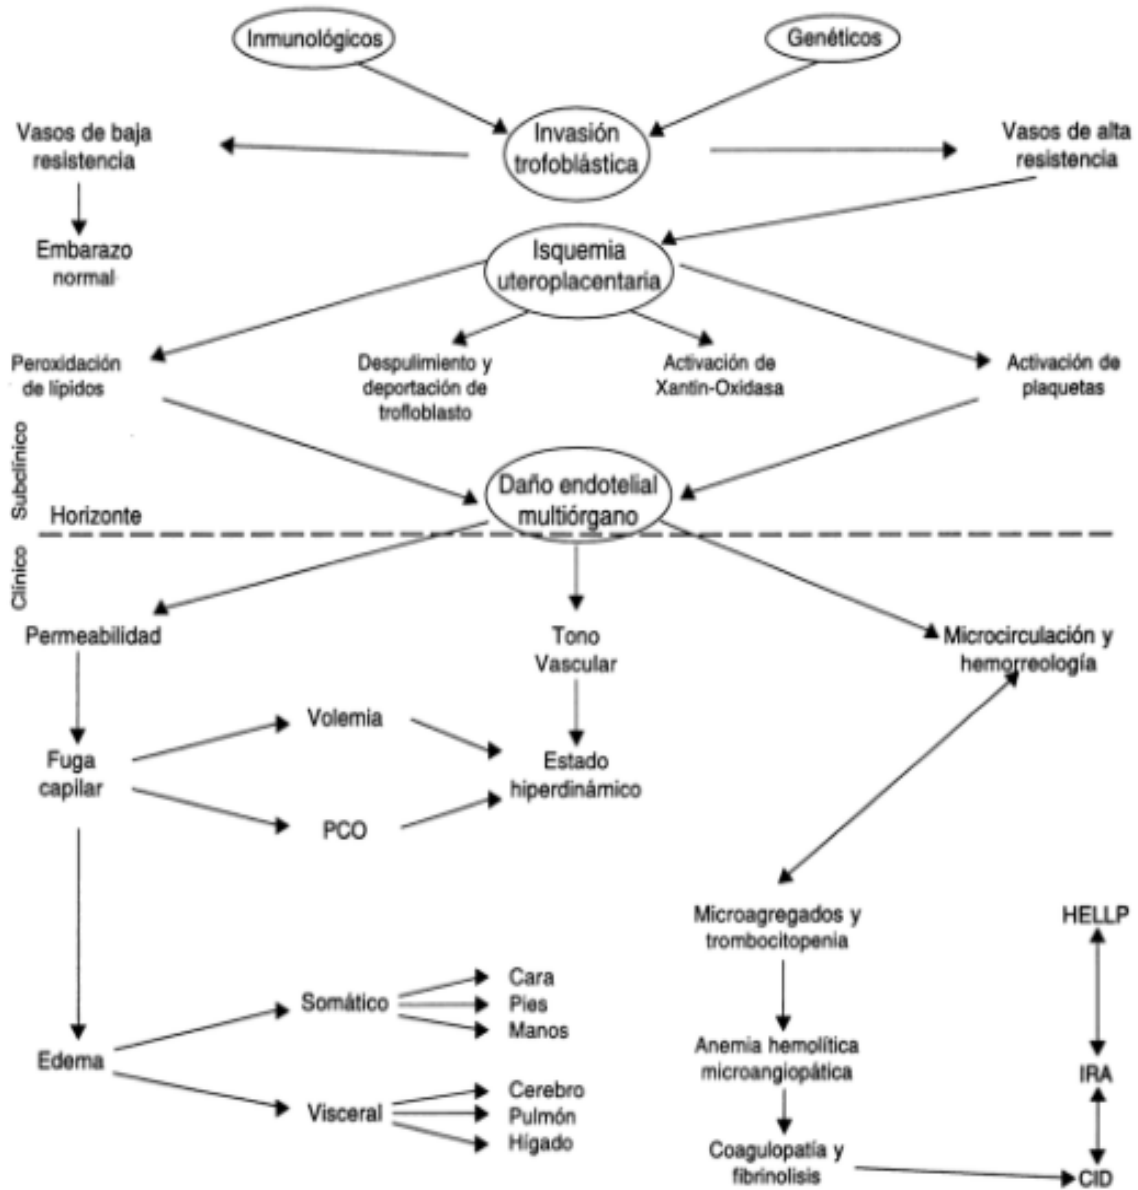 Inmunológicos
Genéticos
Invasión
trofoblástica
Vasos de baja
resistencia
Vasos de alta
resistencia
Embarazo
normal
Isquemia
uteroplacentaria
Peroxidación
de lípidos
Despulimiento y
deportación de
trofloblasto
Activación de
Xantín-Oxidasa
Activación de
plaquetas
Subclínico
Daño endotelial
multiórgano
Horizonte
Clínico
Permeabilidad
Tono
Vascular
Microcirculación y
hemorreología
Volemia
Fuga
capilar
Estado
hiperdinámico
PCO
Microagregados y
trombocitopenia
HELLP
Somático
Cara
Pies
Manos
Edema
Anemia hemolítica
microangiopática
IRA
Visceral
Cerebro
Pulmón
Hígado
Coagulopatía y
fibrinolisis
CID